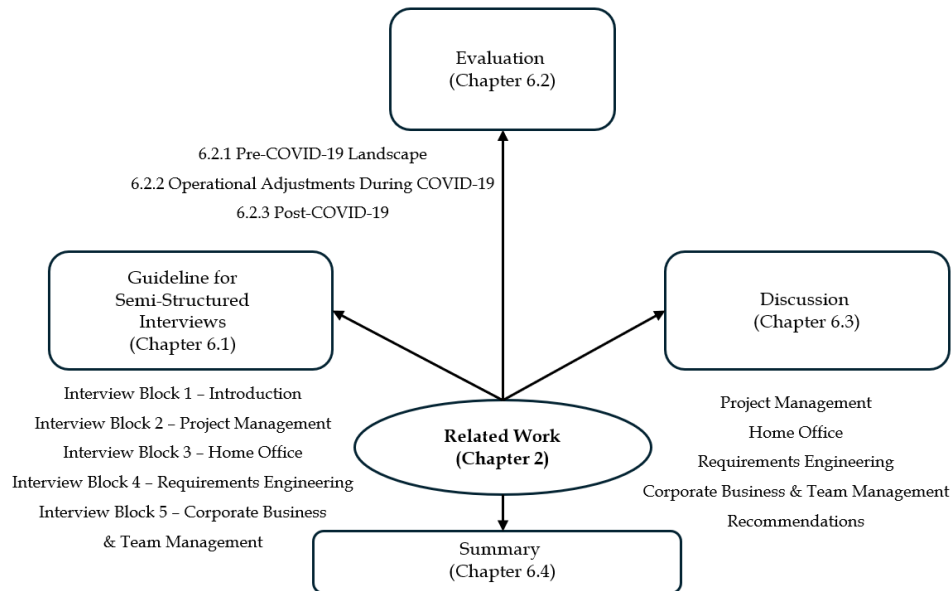 Evaluation
(Chapter 6.2)
6.2.1 Pre-COVID-19 Landscape
6.2.2 Operational Adjustments During COVID-19
6.2.3 Post-COVID-19
Guideline for
Semi-Structured
Interviews
(Chapter 6.1)
Discussion
(Chapter 6.3)
Interview Block 1 – Introduction
Interview Block 2 – Project Management
Interview Block 3 – Home Office
Interview Block 4 – Requirements Engineering
Interview Block 5 – Corporate Business
& Team Management
Related Work
(Chapter 2)
Project Management
Home Office
Requirements Engineering
Corporate Business & Team Management
Recommendations
Summary
(Chapter 6.4)